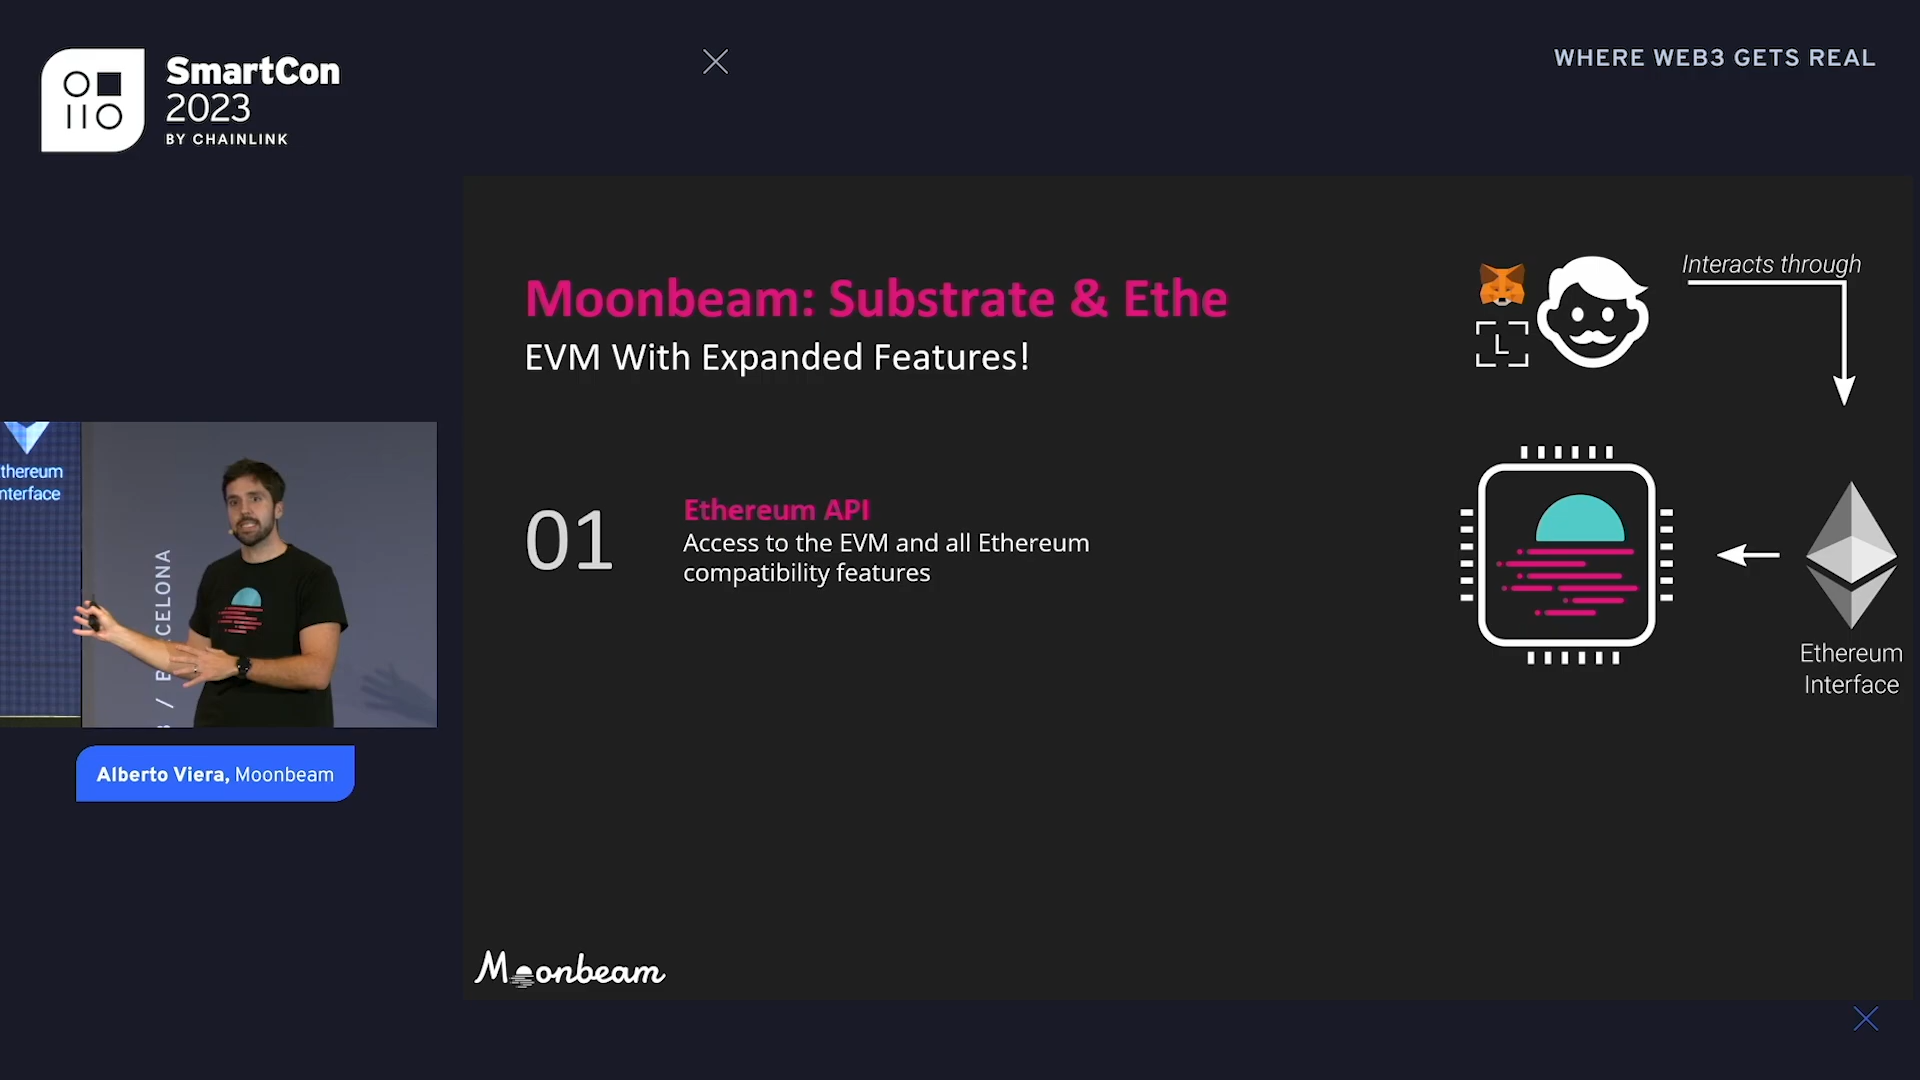 SmartCon
2023
BY CHAINLINK
WHERE WEB3 GETS REAL
Moonbeam: Substrate & Ethe
EVM With Expanded Features!
01
Ethereum API
Access to the EVM and all Ethereum
compatibility features
Interacts through
L
Ethereum
Interface
thereum
nterface
/ B
CELONA
Alberto Viera, Moonbeam
Moonbeam